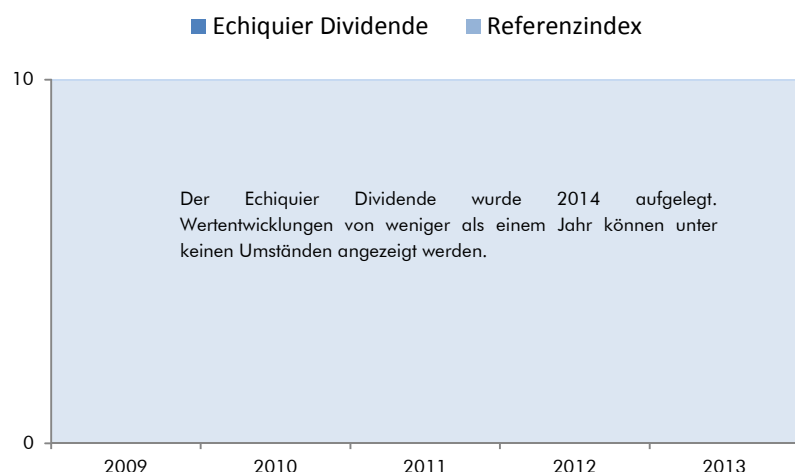 Echiquier Dividende Referenzindex
10
Der Echiquier Dividende wurde 2014 aufgelegt.
Wertentwicklungen von weniger als einem Jahr können unter
keinen Umständen angezeigt werden.
0
2009 2010 2011 2012 2013